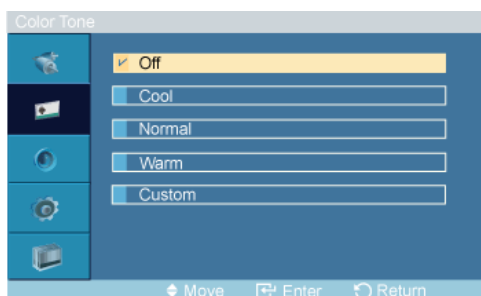 Color Tone
Off
Cool
Normal
Warm
Custom
Move Enter Return